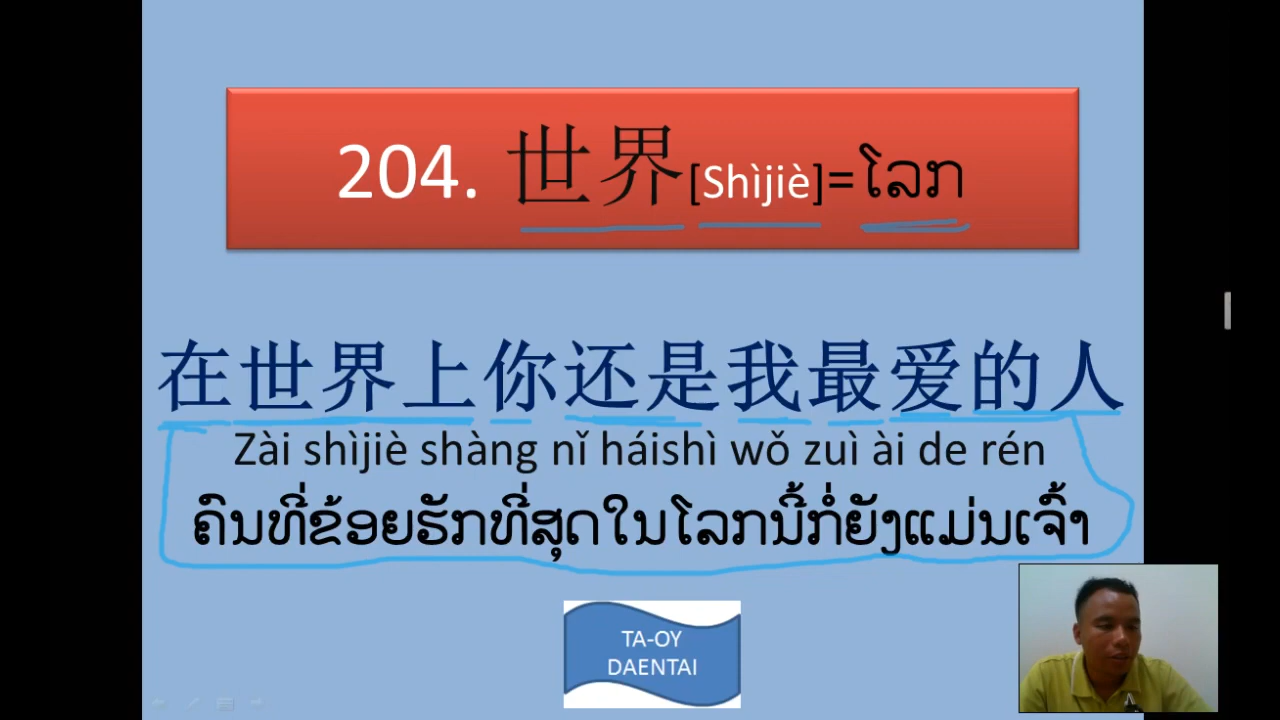 204. 世界[Shìjiè]=ໂລກ
在世界上你还是我最爱的人
Zài shìjiè shàng nǐ háishì wǒ zuì ài de rén
ຄົນທີ່ຂ້ອຍຮັກທີ່ສຸດໃນໂລກນີ້ກໍ່ຍັງແມ່ນເຈົ້າ
TA-OY
DAENTAI